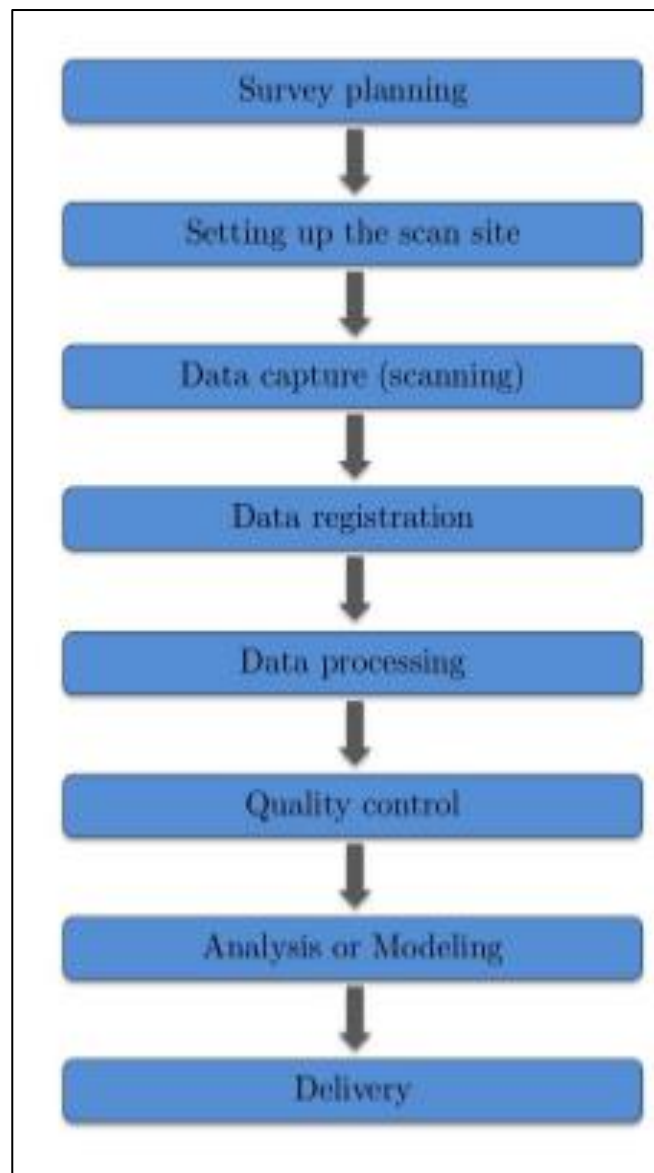 Survey planning
Setting up the scan site
Data capture (scanning)
Data registration
Data processing
Quality control
Analysis or Modeling
Delivery